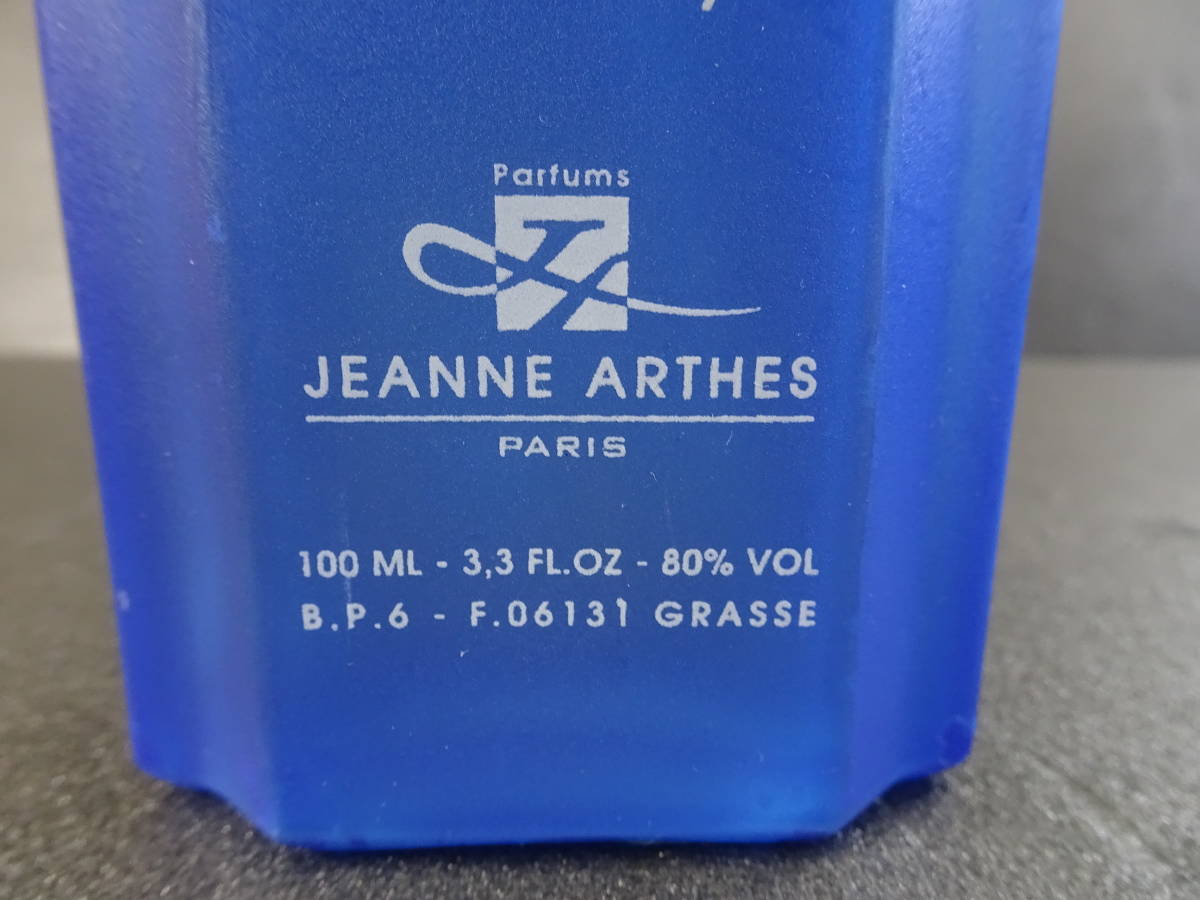 Parfums
JEANNE ARTHES
PARIS
100 ML - 3,3 FL.OZ - 80% VOL
B.P.6 - F.06131 GRASSE